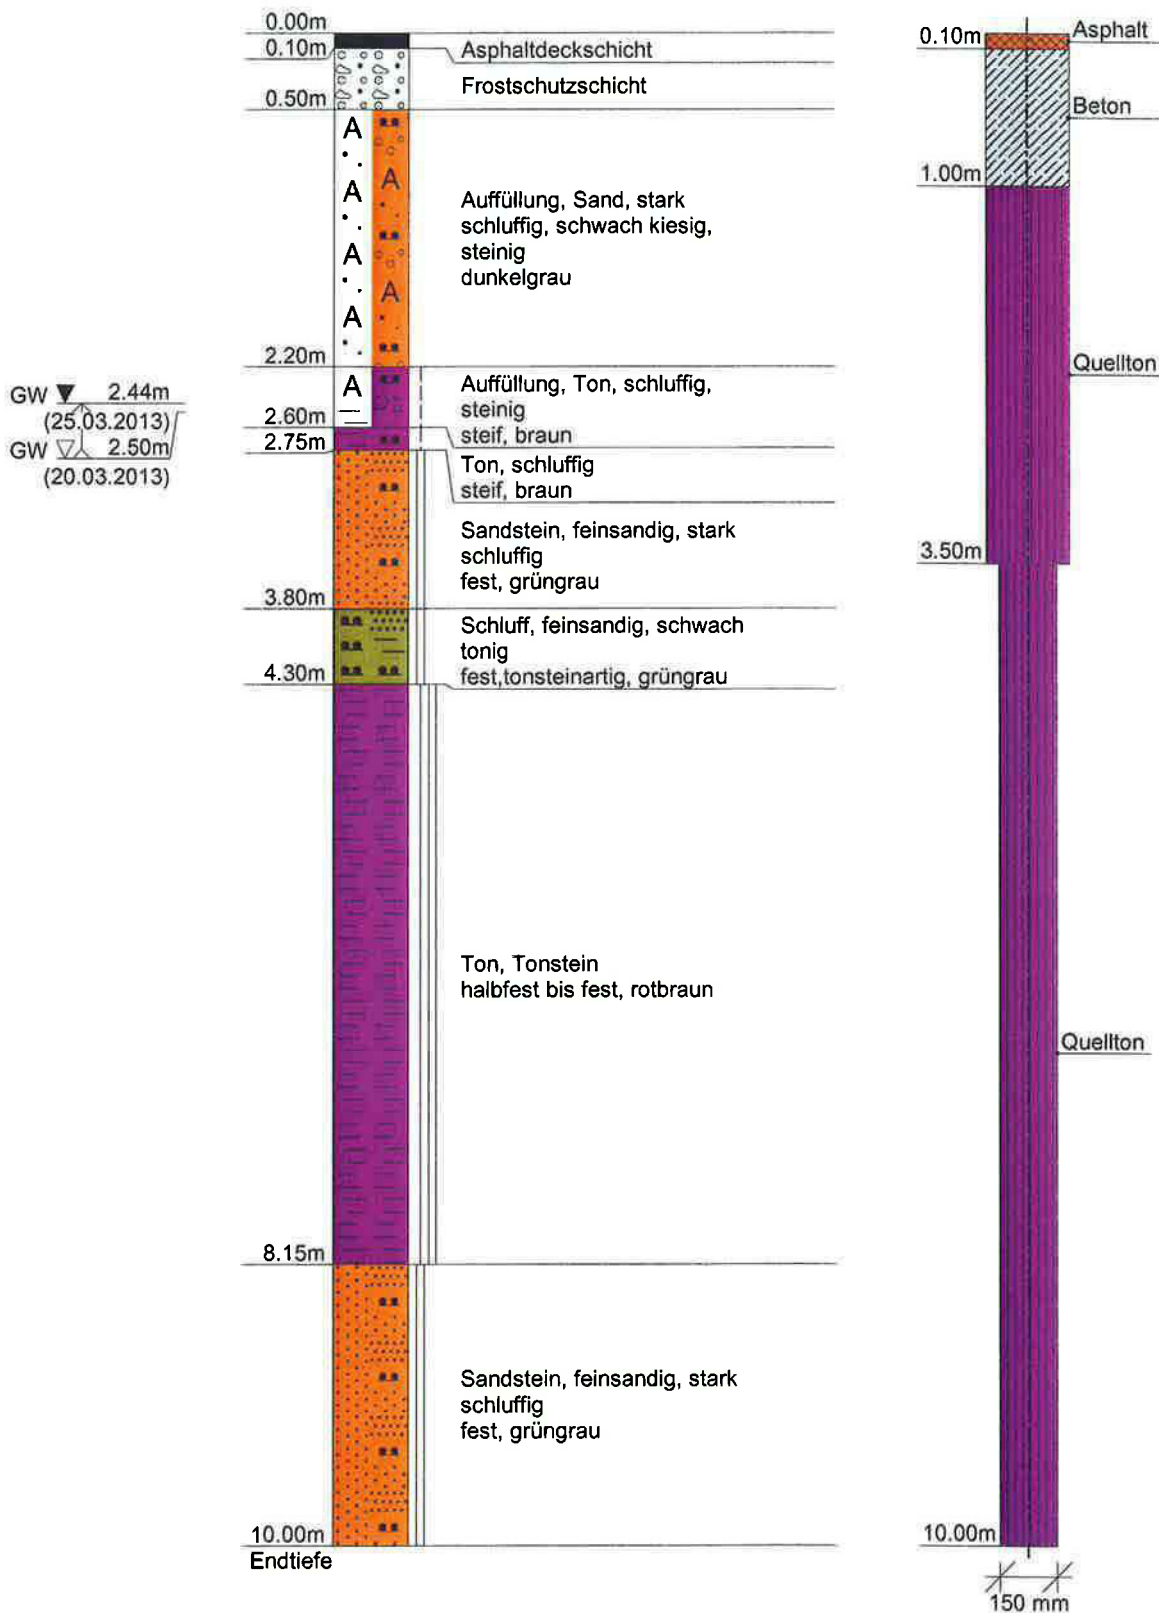 0.00m
0.10m
Asphaltdeckschicht
Frostschutzschicht
0.50m
A
A
A
A
A
A
Auffüllung, Sand, stark
schluffig, schwach kiesig,
steinig
dunkelgrau
2.20m
A
Auffüllung, Ton, schluffig,
steinig
steif, braun
2.60m
2.75m
GW 2.44m
(25.03.2013)
GW 2.50m
(20.03.2013)
Ton, schluffig
steif, braun
Sandstein, feinsandig, stark
schluffig
fest, grüngrau
3.80m
Schluff, feinsandig, schwach
tonig
fest,tonsteinartig, grüngrau
4.30m
Ton, Tonstein
halbfest bis fest, rotbraun
8.15m
Sandstein, feinsandig, stark
schluffig
fest, grüngrau
10.00m
Endtiefe
0.10m
Asphalt
Beton
1.00m
Quellton
3.50m
Quellton
10.00m
150 mm